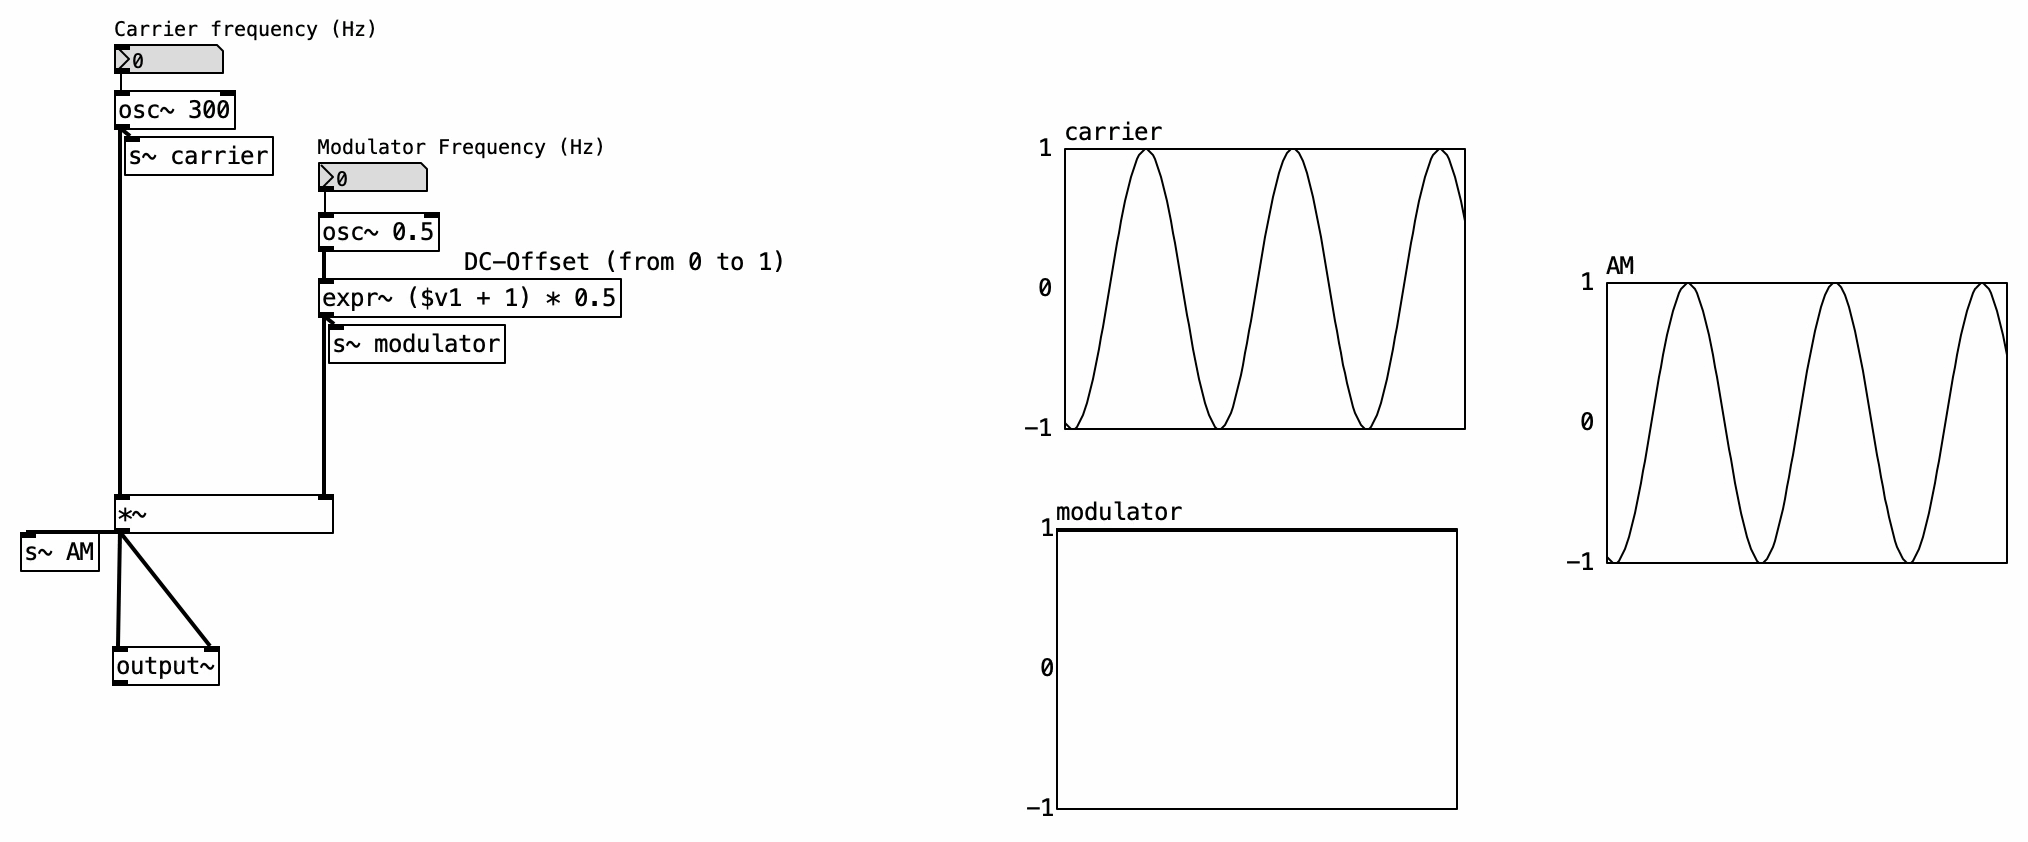 Carrier frequency (Hz)
0
osc~ 300
s~ carrier
Modulator Frequency (Hz)
0
osc~ 0.5
DC-Offset (from 0 to 1)
expr~ ($v1 + 1) * 0.5
s~ modulator
*~
s~ AM
output~
carrier
1
0
-1
modulator
1
0
-1
AM
1
0
-1